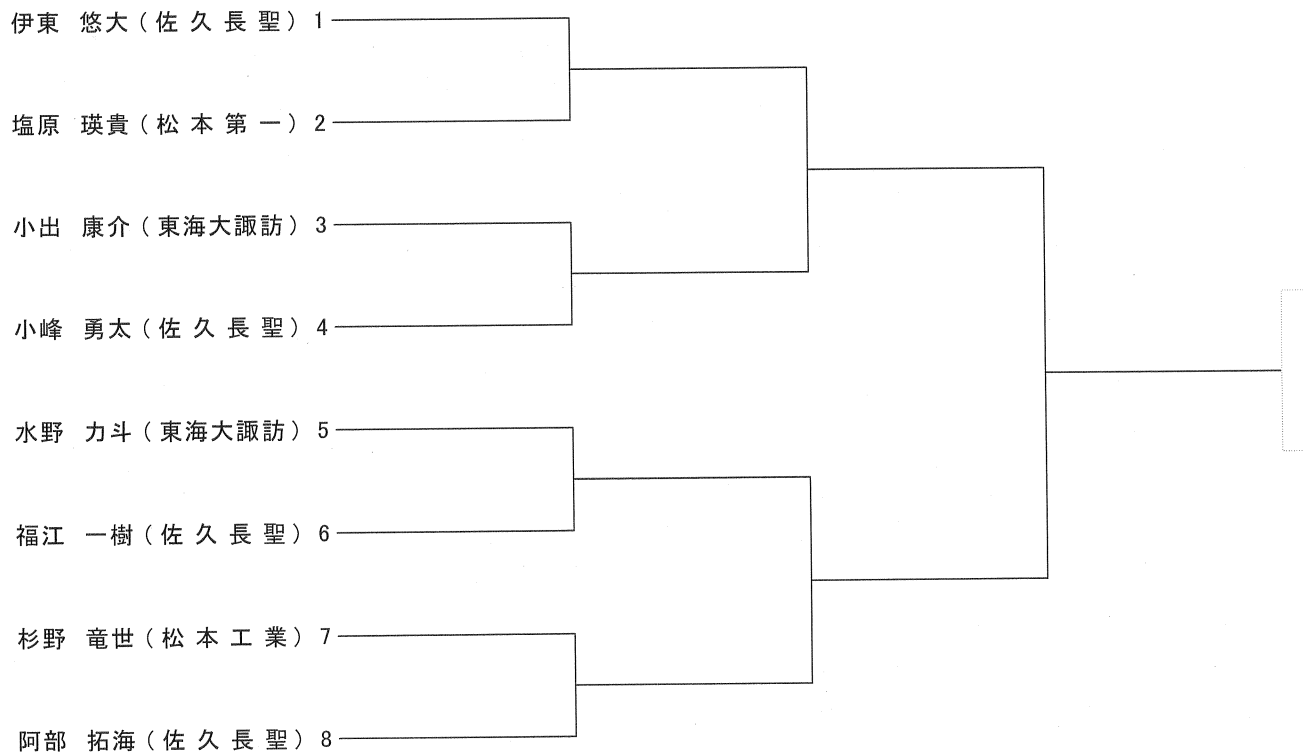 伊東 悠大(佐久長聖) 1
塩原 瑛貴(松本第一) 2
小出 康介(東海大諏訪) 3
小峰 勇太(佐久長聖) 4
水野 力斗(東海大諏訪) 5
福江 一樹(佐久長聖) 6
杉野 竜世(松本工業) 7
阿部 拓海(佐久長聖) 8